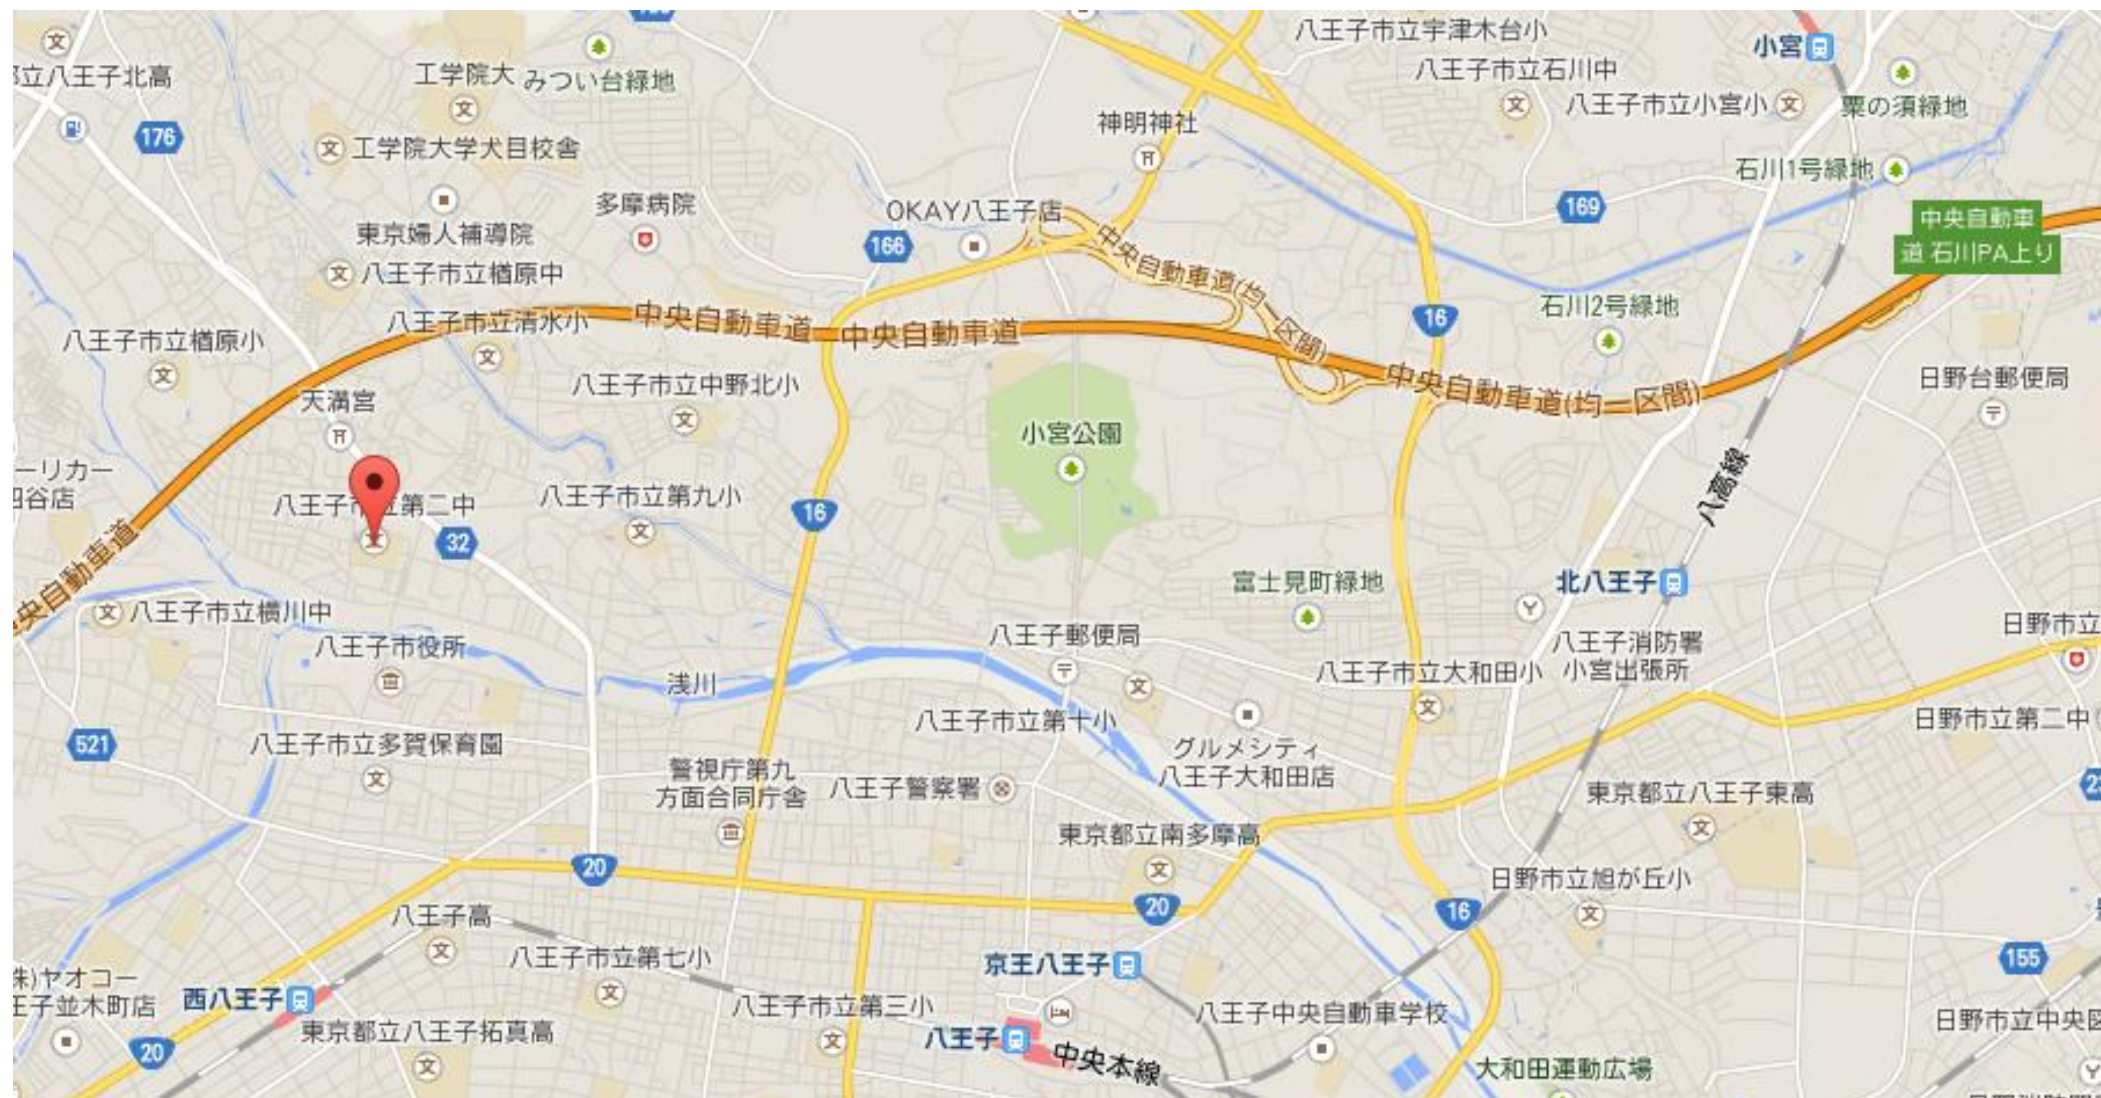 八王子市立宇津木台小
小宮
立八王子北高
工学院大
みつい台緑地
八王子市立石川中
八王子市立小宮小
粟の須緑地
176
工学院大学犬目校舎
神明神社
石川1号緑地
東京婦人補導院
多摩病院
OKAY八王子店
166
169
中央自動車
道 石川PA上り
八王子市立楢原中
中央自動車道(均一
区間)
八王子市立清水小
中央自動車道
中央自動車道
16
石川2号緑地
八王子市立楢原小
八王子市立中野北小
中央自動車道(均一区間)
日野台郵便局
天満宮
小宮公園
ーリカー
四谷店
八王子市立第二中
八王子市立第九小
16
八高線
32
中央自動車道
富士見町緑地
北八王子
八王子市立横川中
八王子市役所
八王子郵便局
八王子消防署
小宮出張所
日野市立
浅川
八王子市立大和田小
八王子市立第十小
日野市立第二中
521
八王子市立多賀保育園
グルメシティ
八王子大和田店
警視庁第九
方面合同庁舎
八王子警察署
東京都立八王子東高
23
東京都立南多摩高
20
日野市立旭が丘小
八王子高
20
16
八王子市立第七小
京王八王子
155
株)ヤオコー
王子並木町店
西八王子
八王子市立第三小
八王子中央自動車学校
日野市立中央図
東京都立八王子拓真高
八王子
20
中央本線
大和田運動広場